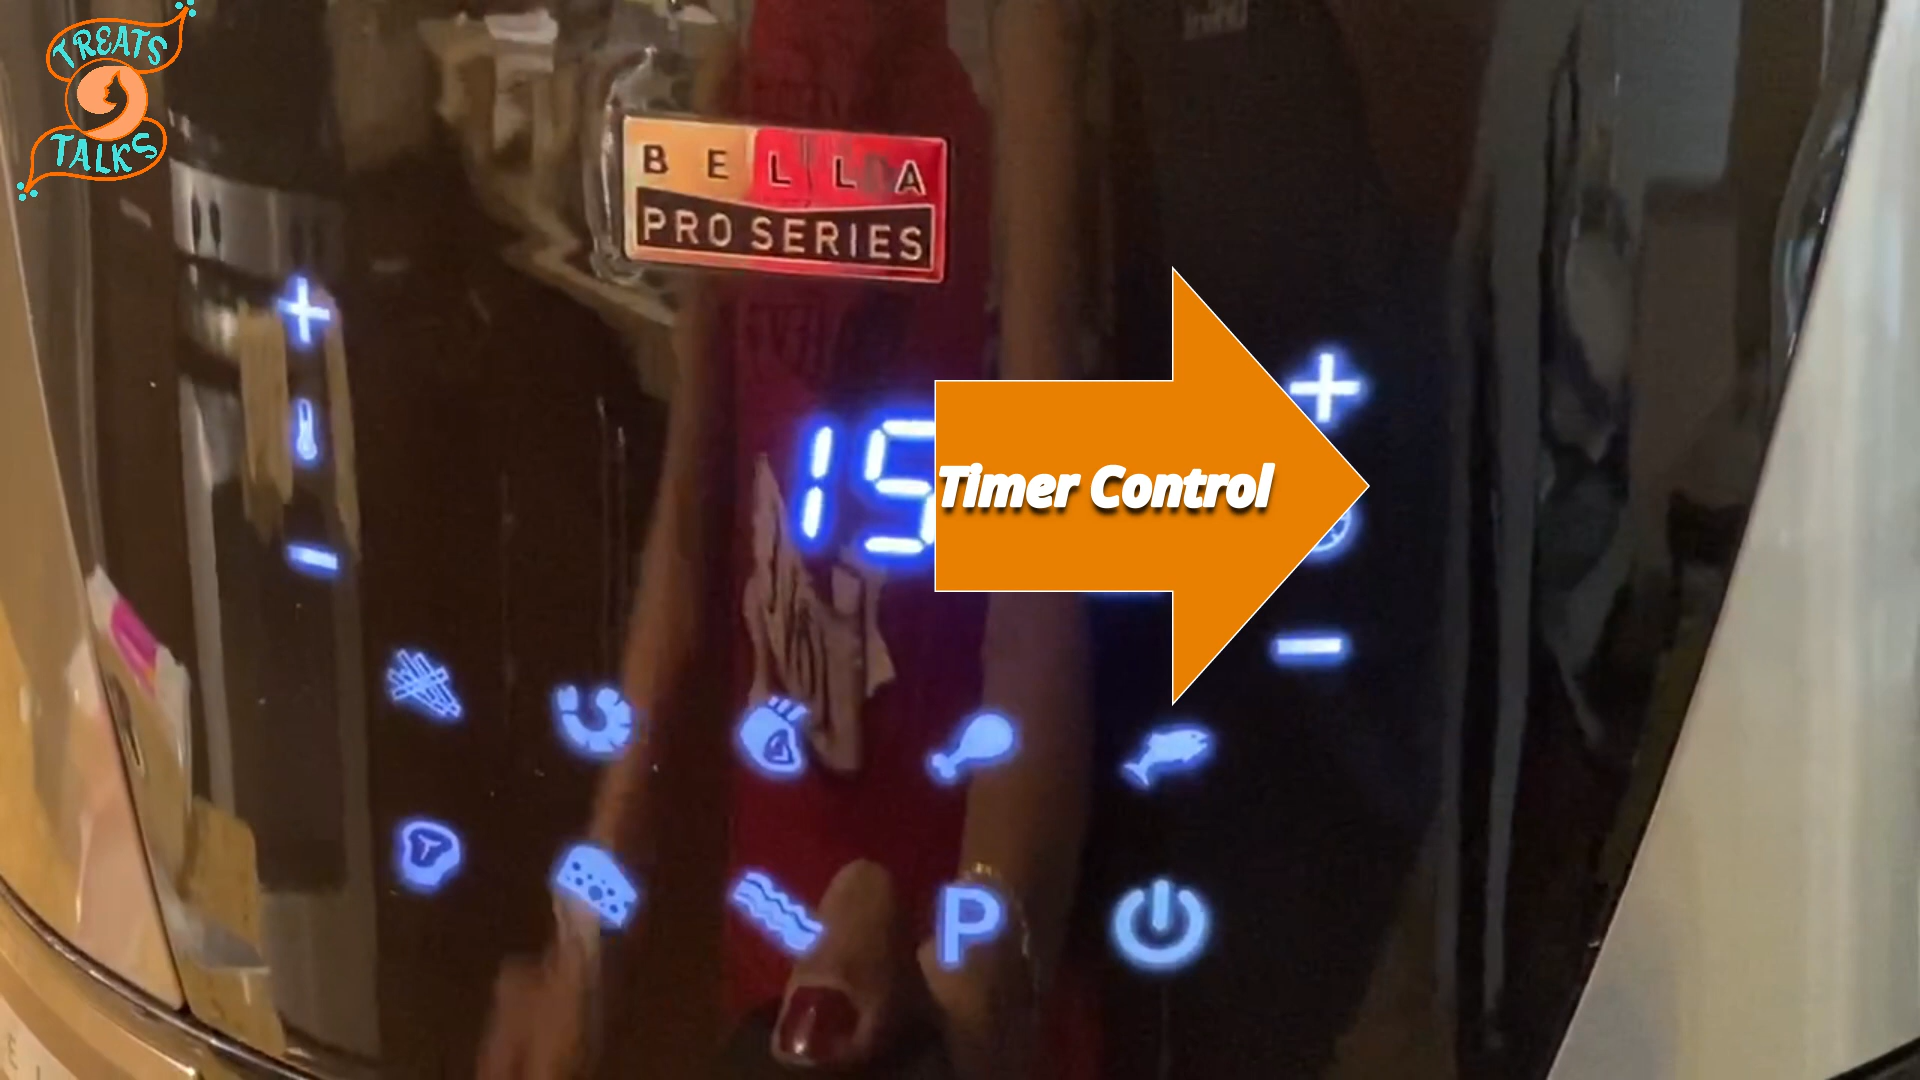 TREATS
TALKS
BELLA
PRO SERIES
15
Timer Control
P